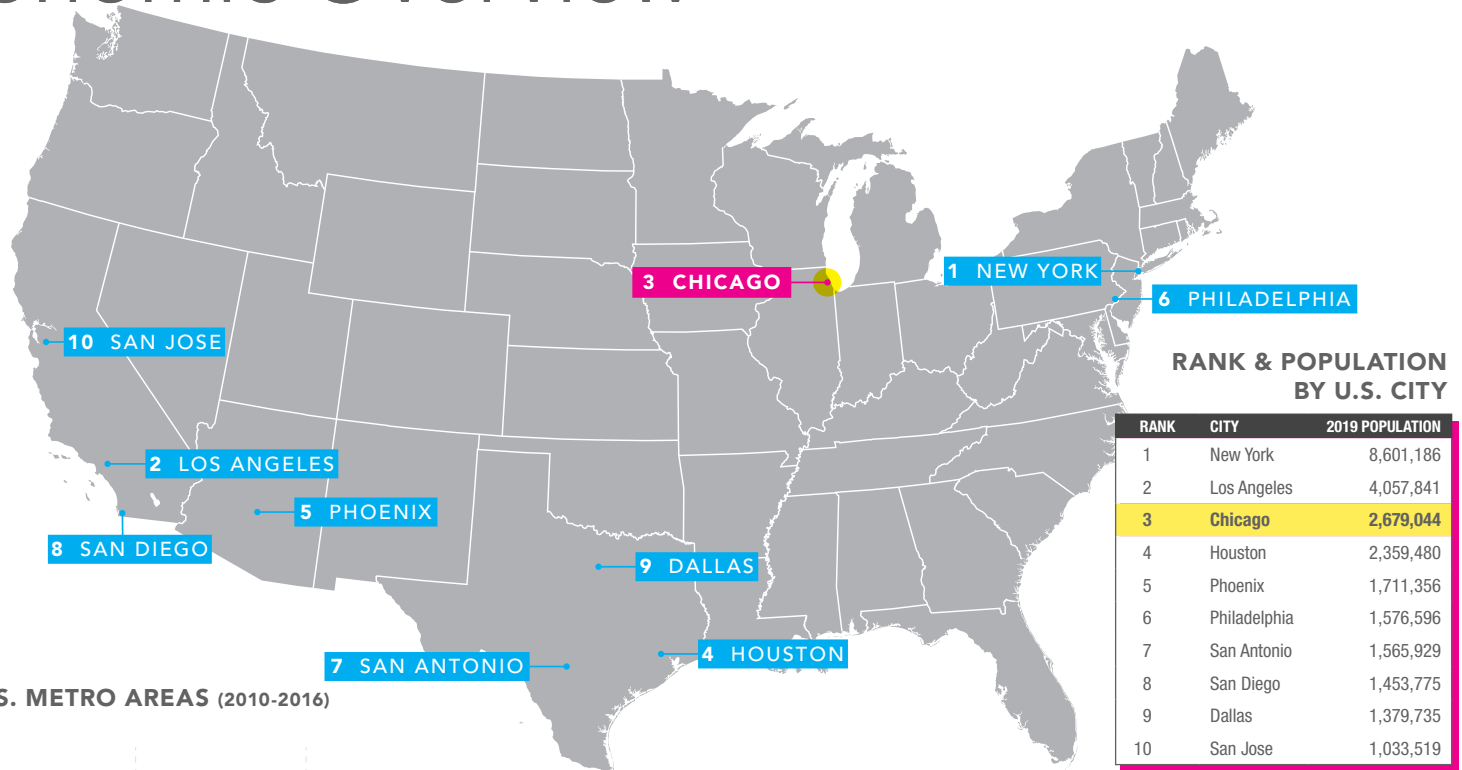 Overview
3 CHICAGO
1 NEW YORK
6 PHILADELPHIA
10 SAN JOSE
2 LOS ANGELES
5 PHOENIX
8 SAN DIEGO
9 DALLAS
4 HOUSTON
7 SAN ANTONIO
RANK & POPULATION
BY U.S. CITY
RANK CITY 2019 POPULATION
1 New York 8,601,186
2 Los Angeles 4,057,841
3 Chicago 2,679,044
4 Houston 2,359,480
5 Phoenix 1,711,356
6 Philadelphia 1,576,596
7 San Antonio 1,565,929
8 San Diego 1,453,775
9 Dallas 1,379,735
10 San Jose 1,033,519
S. METRO AREAS (2010-2016)